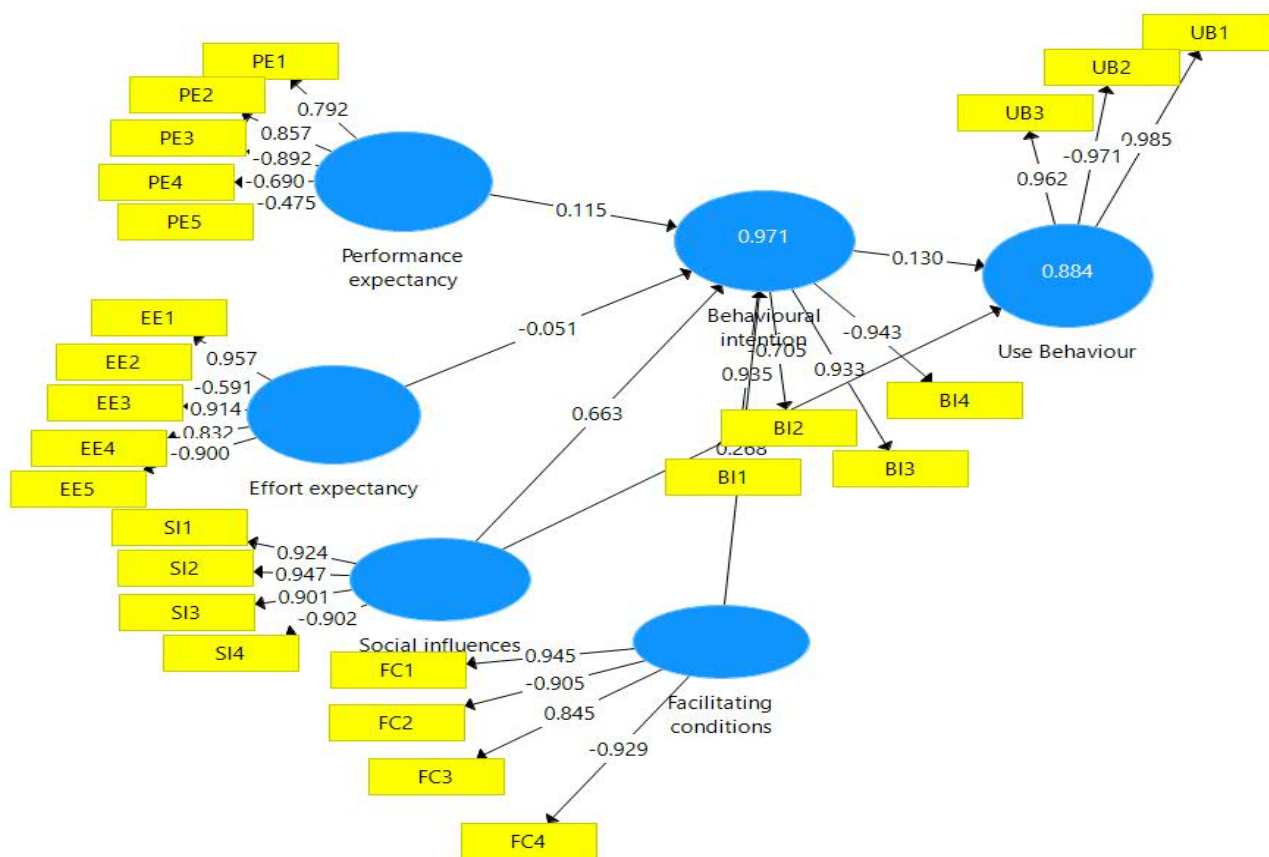 UB1
PE1
UB2
PE2
0.792
UB3
PE3
0.857
-0.892
-0.971
0.985
PE4
-0.690
0.962
-0.475
PE5
0.115
0.971
Performance
expectancy
0.130
0.884
EE1
Behavioural
intention
-0.051
-0.943
Use Behaviour
EE2
0.957
-0.705
-0.591
0.933
0.935
EE3
0.914
BI4
0.832
0.663
BI2
EE4
-0.900
0.268
BI3
EE5
Effort expectancy
BI1
SI1
0.924
SI2
0.947
SI3
0.901
-0.902
SI4
Social influences
FC1
0.945
-0.905
Facilitating
conditions
FC2
0.845
-0.929
FC3
FC4